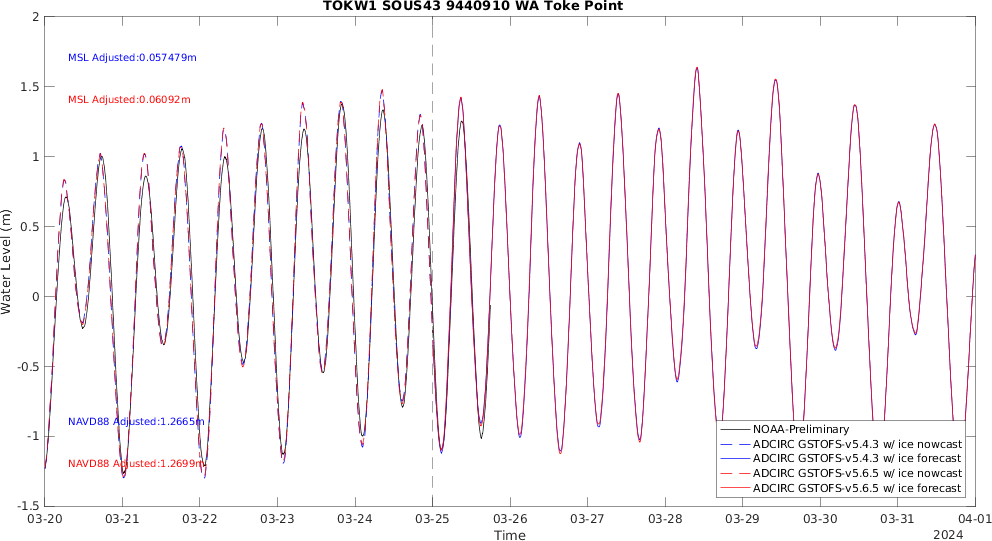 TOKW1 SOUS43 9440910 WA Toke Point
MSL Adjusted:0.057479m
MSL Adjusted:0.06092m
NAVD88 Adjusted:1.2665m
NAVD88 Adjusted:1.2699m
Water Level (m)
2
1.5
1
0.5
0
-0.5
-1
-1.5
NOAA-Preliminary
ADCIRC GSTOFS-v5.4.3 w/ ice nowcast
ADCIRC GSTOFS-v5.4.3 w/ ice forecast
ADCIRC GSTOFS-v5.6.5 w/ ice nowcast
ADCIRC GSTOFS-v5.6.5 w/ ice forecast
03-20 03-21 03-22 03-23 03-24 03-25 03-26 03-27 03-28 03-29 03-30 03-31 04-01
Time
2024